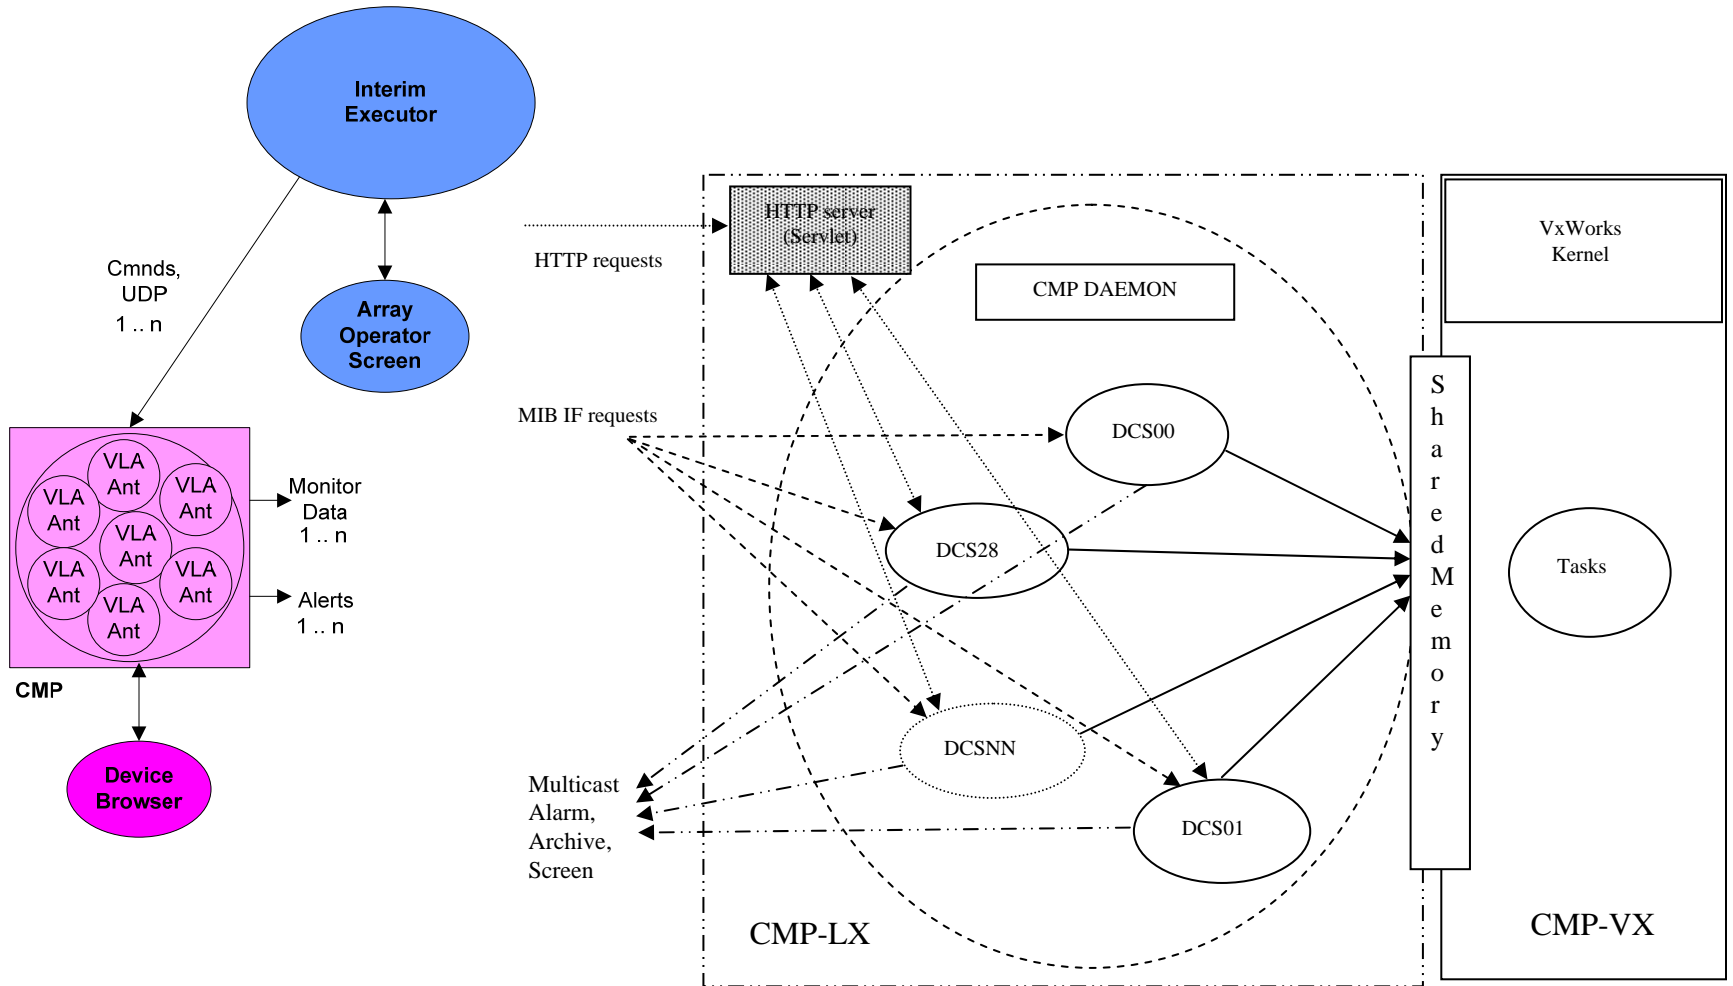 Interim
Executor
Cmnds,
UDP
1 .. n
Array
Operator
Screen
VLA
Ant
VLA
Ant
VLA
Ant
VLA
Ant
VLA
Ant
VLA
Ant
VLA
Ant
Monitor
Data
1 .. n
Alerts
1 .. n
CMP
Device
Browser
HTTP server
(Servlet)
HTTP requests
CMP DAEMON
MIB IF requests
DCS00
DCS28
DCSNN
DCS01
Multicast
Alarm,
Archive,
Screen
CMP-LX
Shared Memory
VxWorks
Kernel
Tasks
CMP-VX